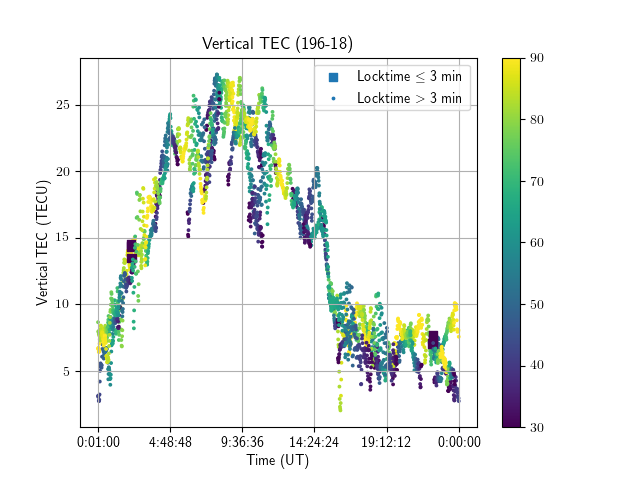 Vertical TEC (196-18)
Locktime ≤ 3 min
Locktime > 3 min
Vertical TEC (TECU)
25
20
15
10
5
0:01:00 4:48:48 9:36:36 14:24:24 19:12:12 0:00:00
Time (UT)
90
80
70
60
50
40
30